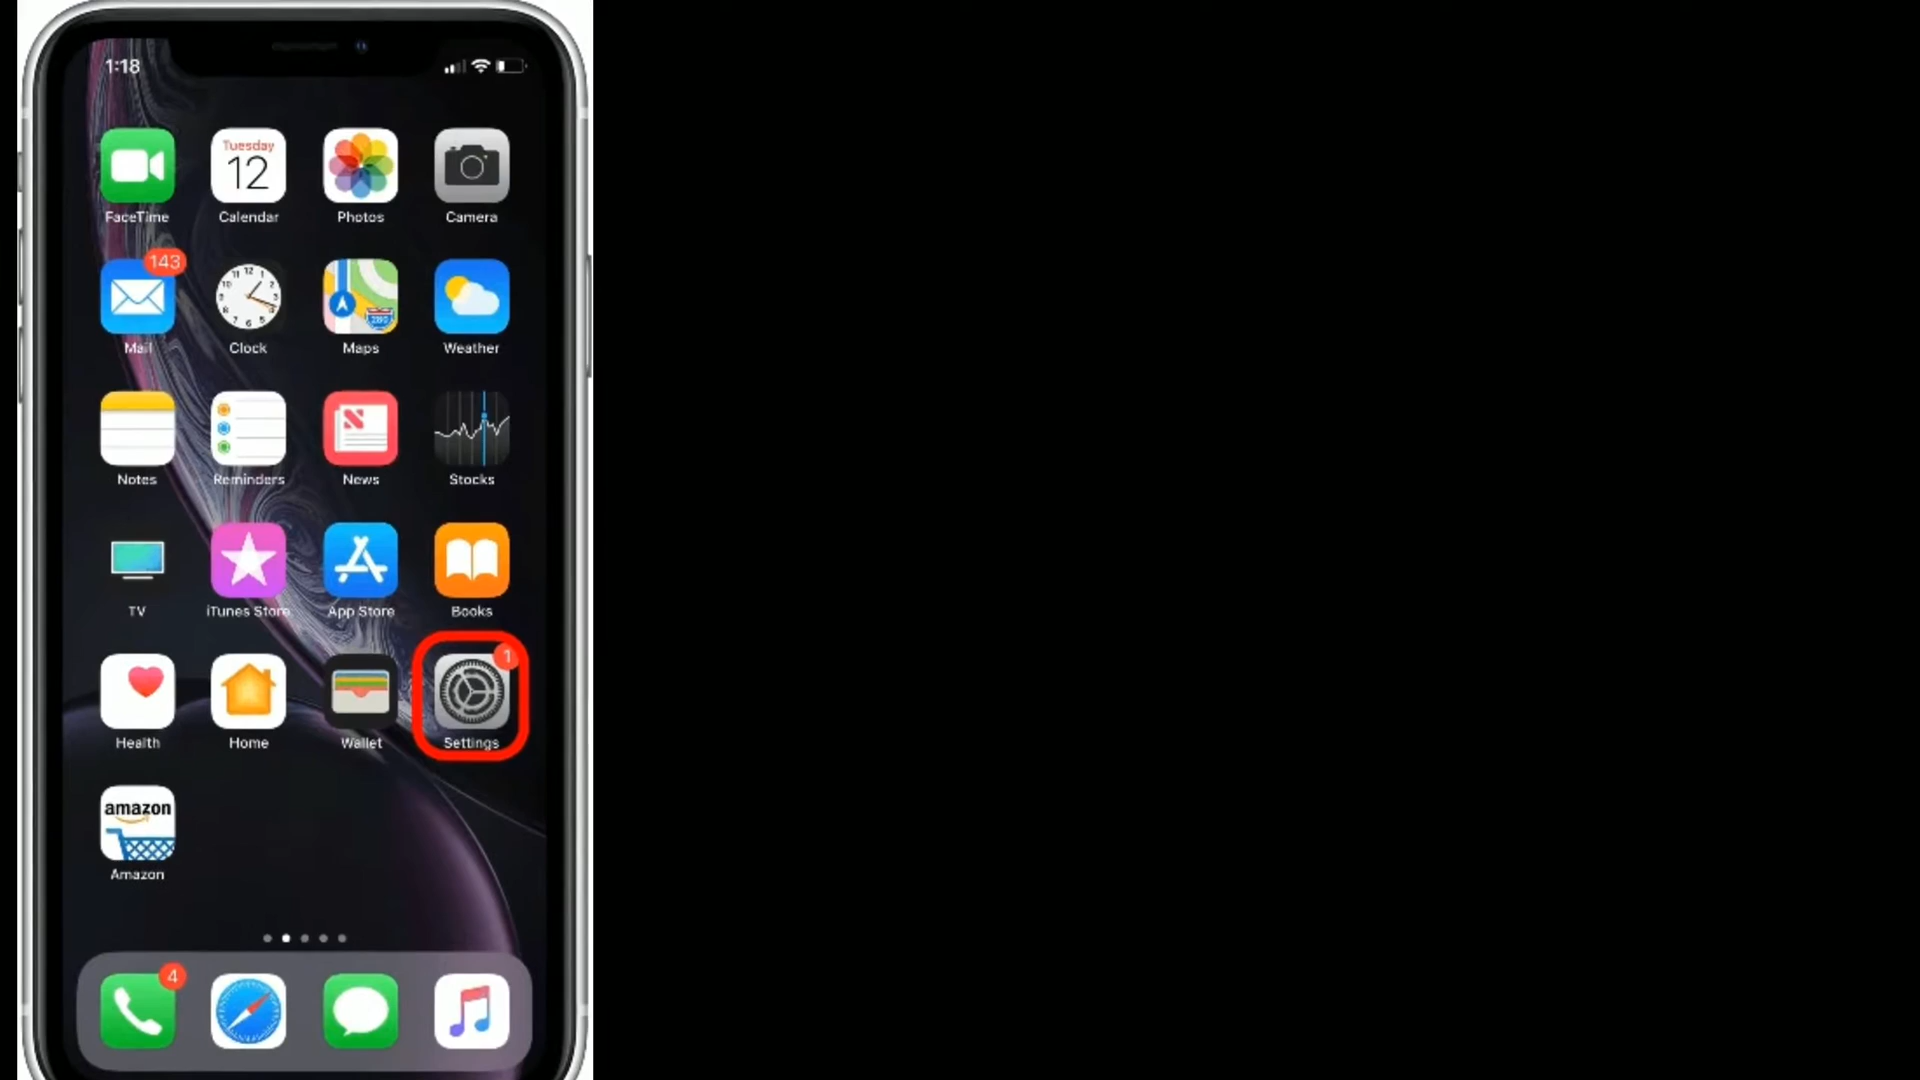 1:18
Tuesday
12
FaceTime
Calendar
Photos
Camera
143
280
Mail
Clock
Maps
Weather
Notes
Reminders
News
Stocks
TV
iTunes Store
App Store
Books
1
Health
Home
Wallet
Settings
amazon
Amazon
4